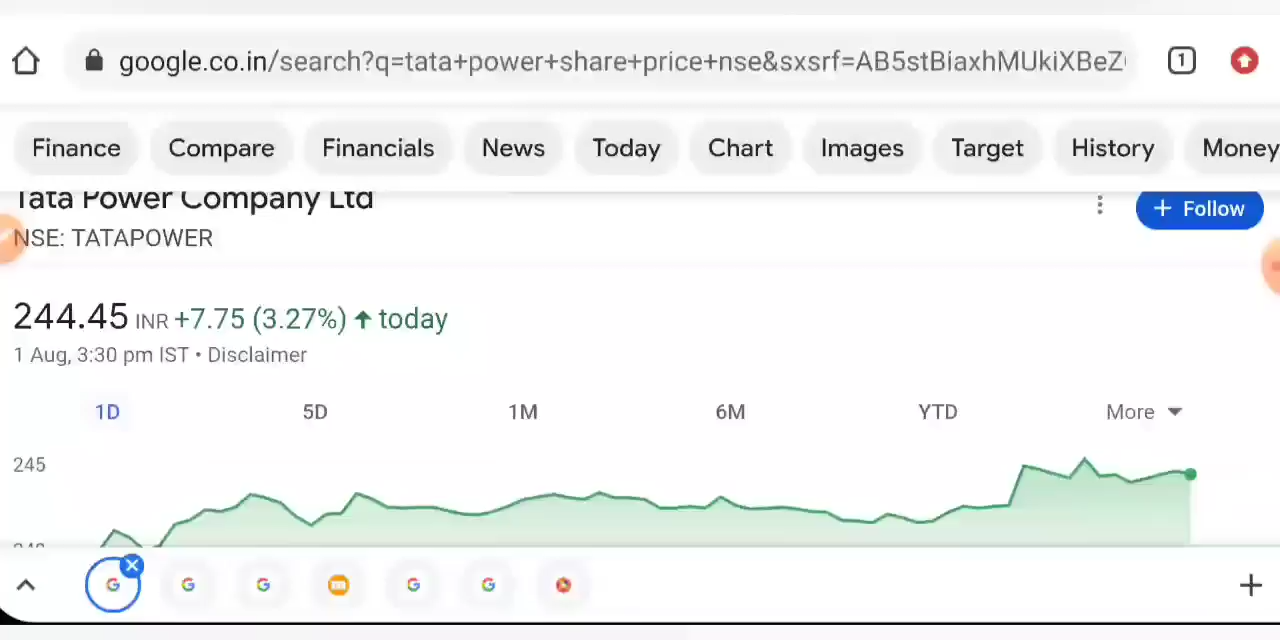 google.co.in/search?q=tata+power+share+price+nse&sxsrf=AB5stBiaxhMUkiXBeZ
1
Finance Compare Financials News Today Chart Images Target History Money
Tata Power Company Ltd
NSE: TATAPOWER
+ Follow
244.45 INR +7.75 (3.27%) ↑ today
1 Aug, 3:30 pm IST • Disclaimer
1D 5D 1M 6M YTD More
245